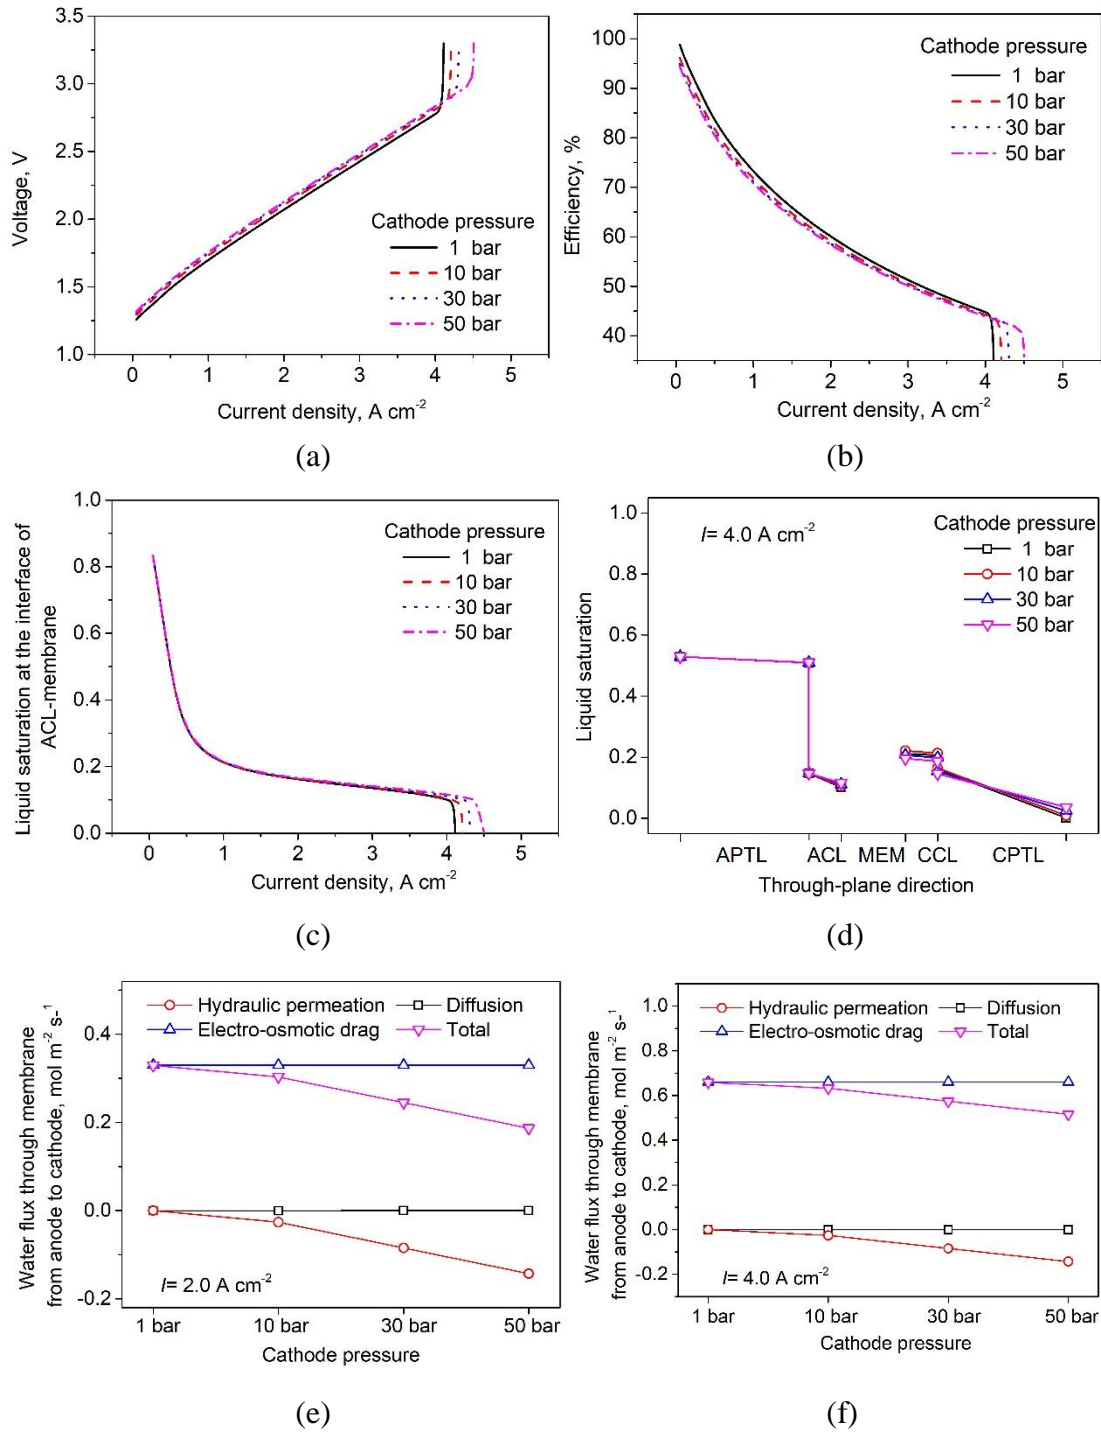 3.5
3.0
2.5
2.0
1.5
1.0
Voltage, V
Cathode pressure
1 bar
10 bar
30 bar
50 bar
0 1 2 3 4 5
Current density, A cm⁻²
(a)
100
90
80
70
60
50
40
Efficiency, %
Cathode pressure
1 bar
10 bar
30 bar
50 bar
0 1 2 3 4 5
Current density, A cm⁻²
(b)
1.0
0.8
0.6
0.4
0.2
0.0
Liquid saturation at the interface of
ACL-membrane
Cathode pressure
1 bar
10 bar
30 bar
50 bar
0 1 2 3 4 5
Current density, A cm⁻²
(c)
1.0
0.8
0.6
0.4
0.2
0.0
Liquid saturation
I= 4.0 A cm⁻²
Cathode pressure
1 bar
10 bar
30 bar
50 bar
APTL ACL MEM CCL CPTL
Through-plane direction
(d)
0.4
0.2
0.0
-0.2
Water flux through membrane
from anode to cathode, mol m⁻² s⁻¹
Hydraulic permeation Diffusion
Electro-osmotic drag Total
I= 2.0 A cm⁻²
1 bar 10 bar 30 bar 50 bar
Cathode pressure
(e)
1.0
0.8
0.6
0.4
0.2
0.0
-0.2
Water flux through membrane
from anode to cathode, mol m⁻² s⁻¹
Hydraulic permeation Diffusion
Electro-osmotic drag Total
I= 4.0 A cm⁻²
1 bar 10 bar 30 bar 50 bar
Cathode pressure
(f)